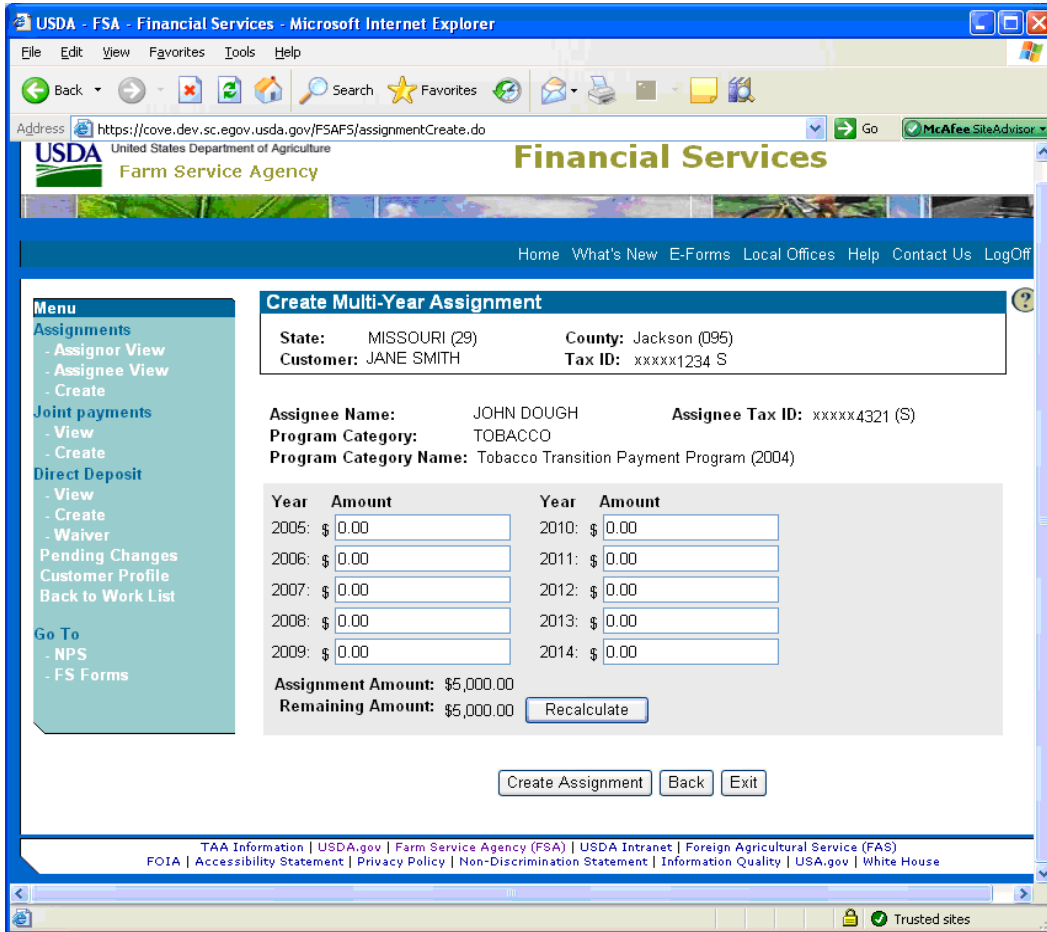 USDA - FSA - Financial Services - Microsoft Internet Explorer
File Edit View Favorites Tools Help
Back Search Favorites
Address https://cove.dev.sc.egov.usda.gov/FSAFS/assignmentCreate.do Go McAfee SiteAdvisor
USDA United States Department of Agriculture
Farm Service Agency
Financial Services
Home What's New E-Forms Local Offices Help Contact Us LogOff
Menu
Assignments
- Assignor View
- Assignee View
- Create
Joint payments
- View
- Create
Direct Deposit
- View
- Create
- Waiver
Pending Changes
Customer Profile
Back to Work List
Go To
- NPS
- FS Forms
Create Multi-Year Assignment ?
State: MISSOURI (29) County: Jackson (095)
Customer: JANE SMITH Tax ID: xxxxx1234 S
Assignee Name: JOHN DOUGH Assignee Tax ID: xxxxx4321 (S)
Program Category: TOBACCO
Program Category Name: Tobacco Transition Payment Program (2004)
Year Amount Year Amount
2005: $ 0.00 2010: $ 0.00
2006: $ 0.00 2011: $ 0.00
2007: $ 0.00 2012: $ 0.00
2008: $ 0.00 2013: $ 0.00
2009: $ 0.00 2014: $ 0.00
Assignment Amount: $5,000.00
Remaining Amount: $5,000.00 Recalculate
Create Assignment Back Exit
TAA Information | USDA.gov | Farm Service Agency (FSA) | USDA Intranet | Foreign Agricultural Service (FAS)
FOIA | Accessibility Statement | Privacy Policy | Non-Discrimination Statement | Information Quality | USA.gov | White House
Trusted sites